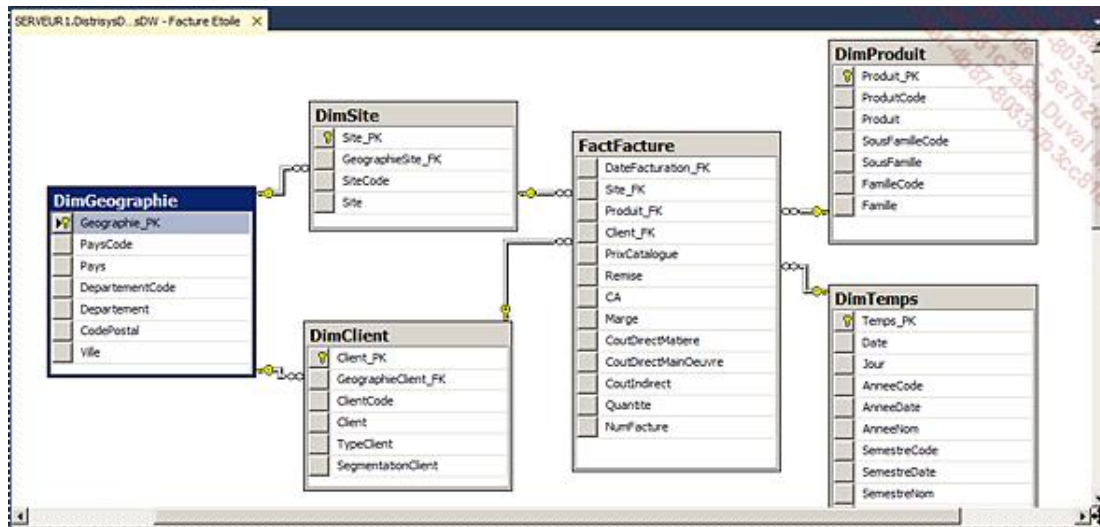 SERVEUR1.DistrisysD...sDW - Facture Etoile
DimGeographie
Geographie_PK
PaysCode
Pays
DepartementCode
Departement
CodePostal
Ville
DimSite
Site_PK
GeographieSite_FK
SiteCode
Site
DimClient
Client_PK
GeographieClient_FK
ClientCode
Client
TypeClient
SegmentationClient
FactFacture
DateFacturation_FK
Site_FK
Produit_FK
Client_FK
PrixCatalogue
Remise
CA
Marge
CoutDirectMatiere
CoutDirectMainOeuvre
CoutIndirect
Quantite
NumFacture
DimProduit
Produit_PK
ProduitCode
Produit
SousFamilleCode
SousFamille
FamilleCode
Famille
DimTemps
Temps_PK
Date
Jour
AnneeCode
AnneeDate
AnneeNom
SemestreCode
SemestreDate
SemestreNom